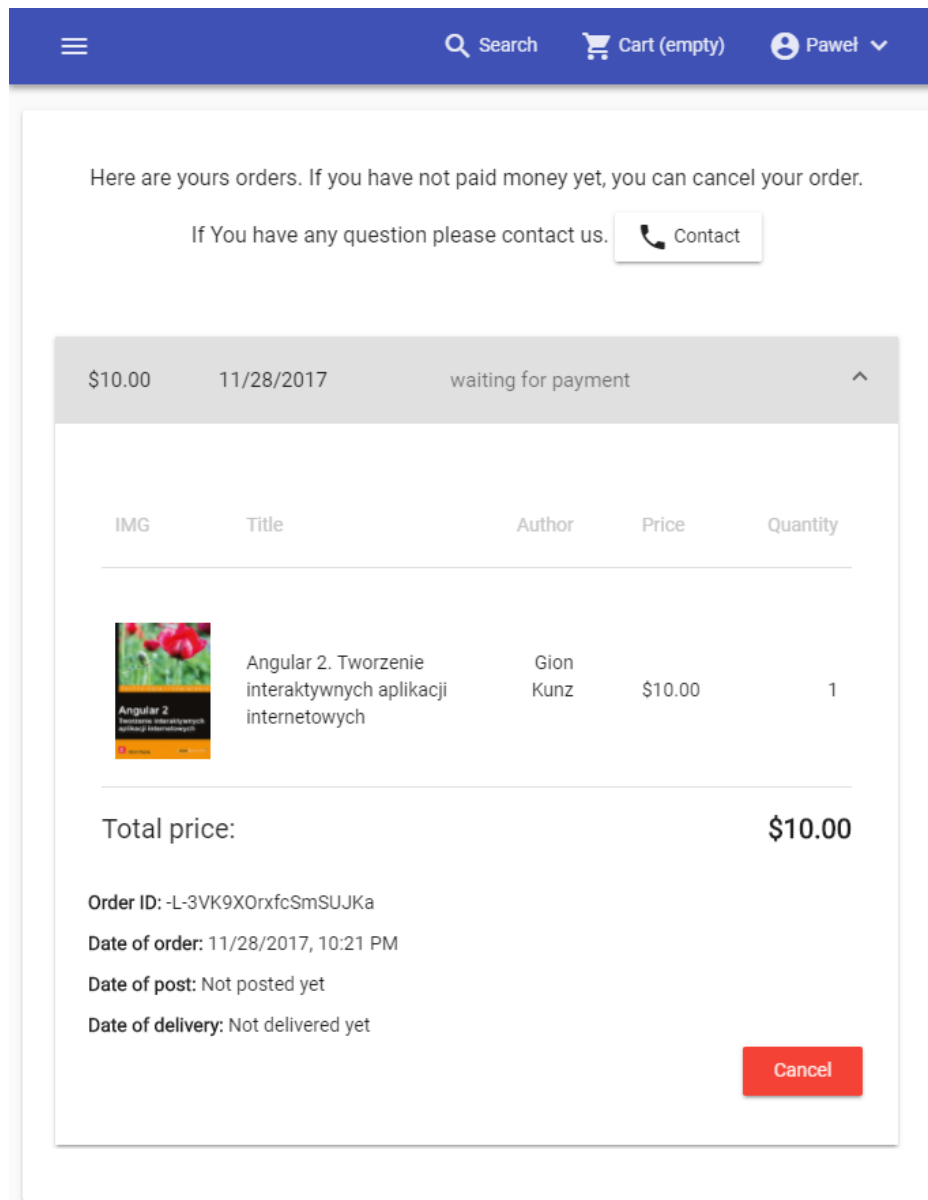 Search Cart (empty) Paweł
Here are yours orders. If you have not paid money yet, you can cancel your order.
If You have any question please contact us. Contact
$10.00 11/28/2017 waiting for payment
IMG Title Author Price Quantity
Angular 2
Tworzenie interaktywnych
aplikacji internetowych
Angular 2. Tworzenie
interaktywnych aplikacji
internetowych
Gion
Kunz
$10.00
1
Total price: $10.00
Order ID: -L-3VK9XOrxfcSmSUJKa
Date of order: 11/28/2017, 10:21 PM
Date of post: Not posted yet
Date of delivery: Not delivered yet
Cancel